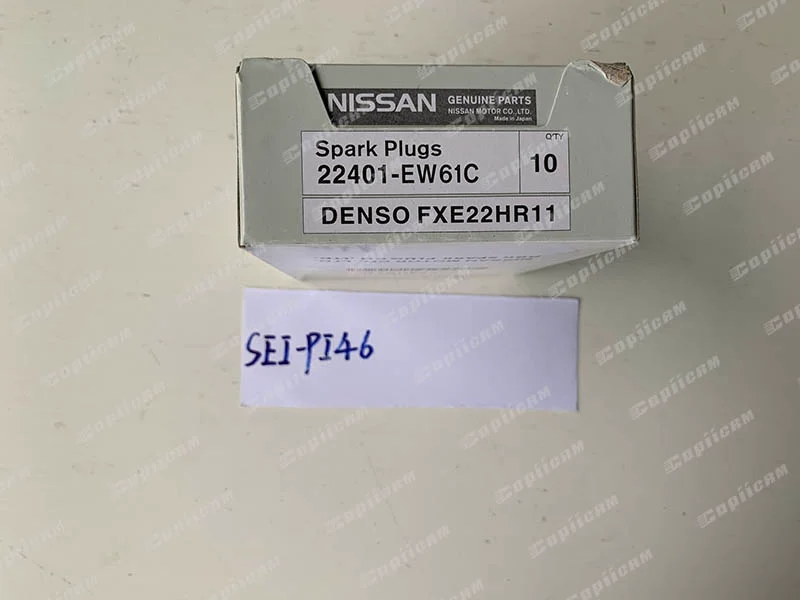 NISSAN GENUINE PARTS
NISSAN MOTOR CO., LTD.
Made in Japan
Q'TY
Spark Plugs
22401-EW61C
10
DENSO FXE22HR11
SEI-PI46
Copiicam